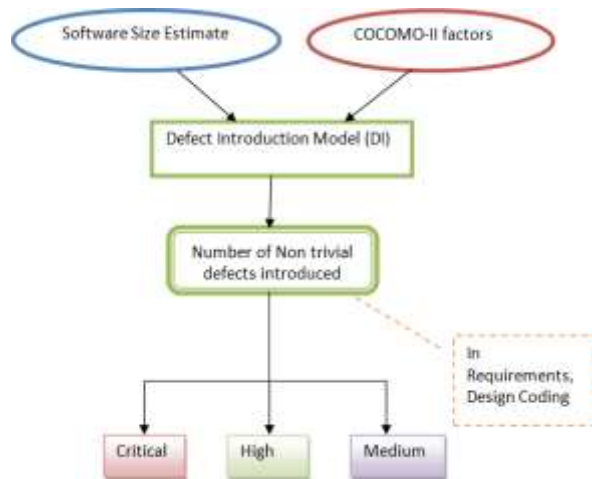 Software Size Estimate
COCOMO-II factors
Defect Introduction Model (DI)
Number of Non trivial
defects introduced
In
Requirements,
Design Coding
Critical
High
Medium